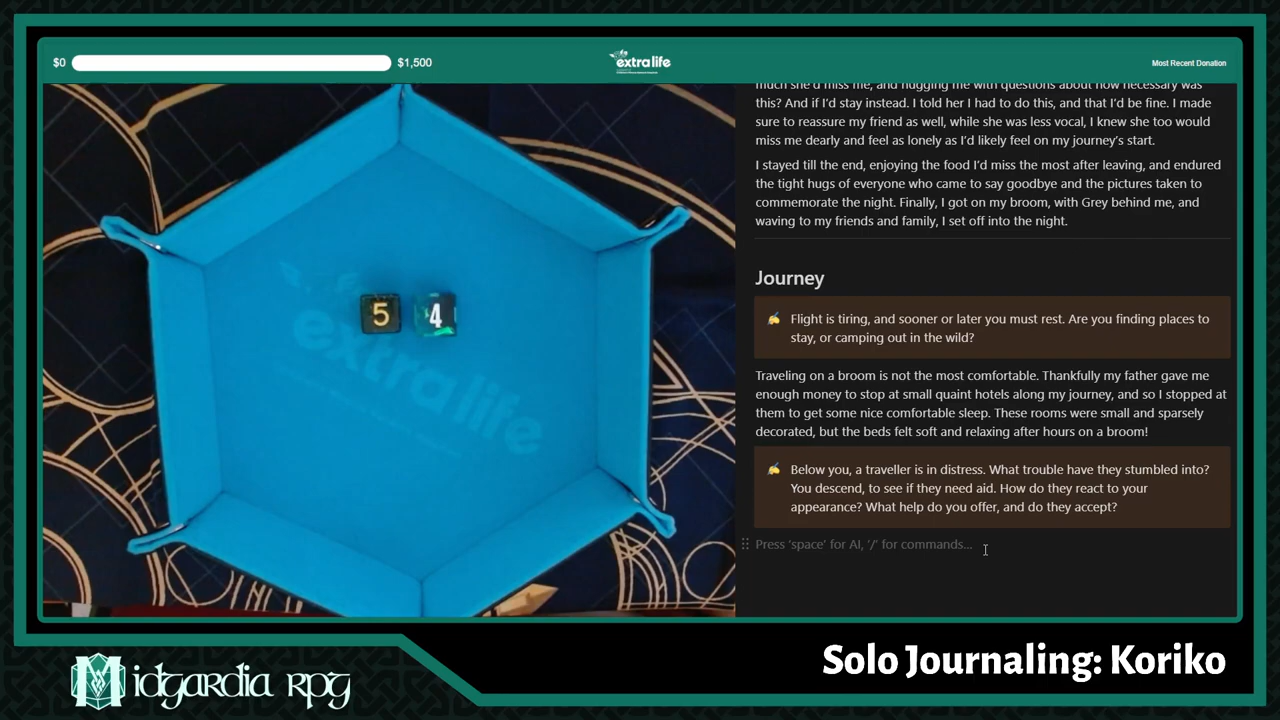 $0
$1,500
extralife
Most Recent Donation
much she'd miss me, and hugging me with questions about how necessary was
this? And if I'd stay instead. I told her I had to do this, and that I'd be fine. I made
sure to reassure my friend as well, while she was less vocal, I knew she too would
miss me dearly and feel as lonely as I'd likely feel on my journey's start.
I stayed till the end, enjoying the food I'd miss the most after leaving, and endured
the tight hugs of everyone who came to say goodbye and the pictures taken to
commemorate the night. Finally, I got on my broom, with Grey behind me, and
waving to my friends and family, I set off into the night.
Journey
Flight is tiring, and sooner or later you must rest. Are you finding places to
stay, or camping out in the wild?
Traveling on a broom is not the most comfortable. Thankfully my father gave me
enough money to stop at small quaint hotels along my journey, and so I stopped at
them to get some nice comfortable sleep. These rooms were small and sparsely
decorated, but the beds felt soft and relaxing after hours on a broom!
Below you, a traveller is in distress. What trouble have they stumbled into?
You descend, to see if they need aid. How do they react to your
appearance? What help do you offer, and do they accept?
Press 'space' for AI, '/' for commands...
5
4
extralife
Midgardia RPG
Solo Journaling: Koriko